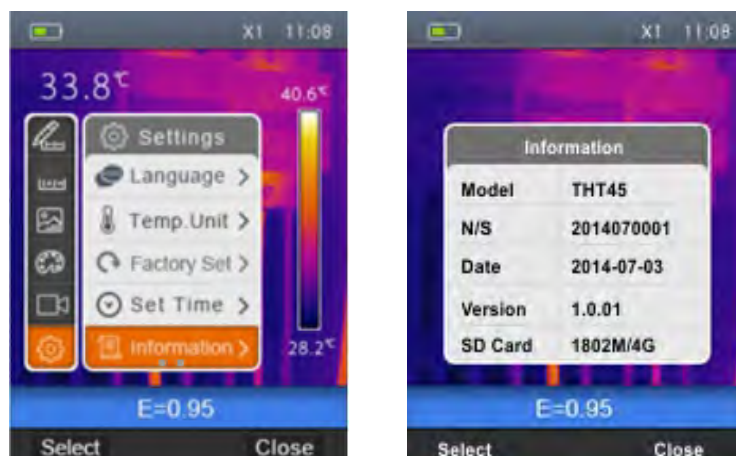 X1 11:08
33.8℃
40.6℃
Settings
Language
Temp.Unit
Factory Set
Set Time
Information
28.2℃
E=0.95
Select Close
X1 11:08
Information
Model THT45
N/S 2014070001
Date 2014-07-03
Version 1.0.01
SD Card 1802M/4G
E=0.95
Select Close